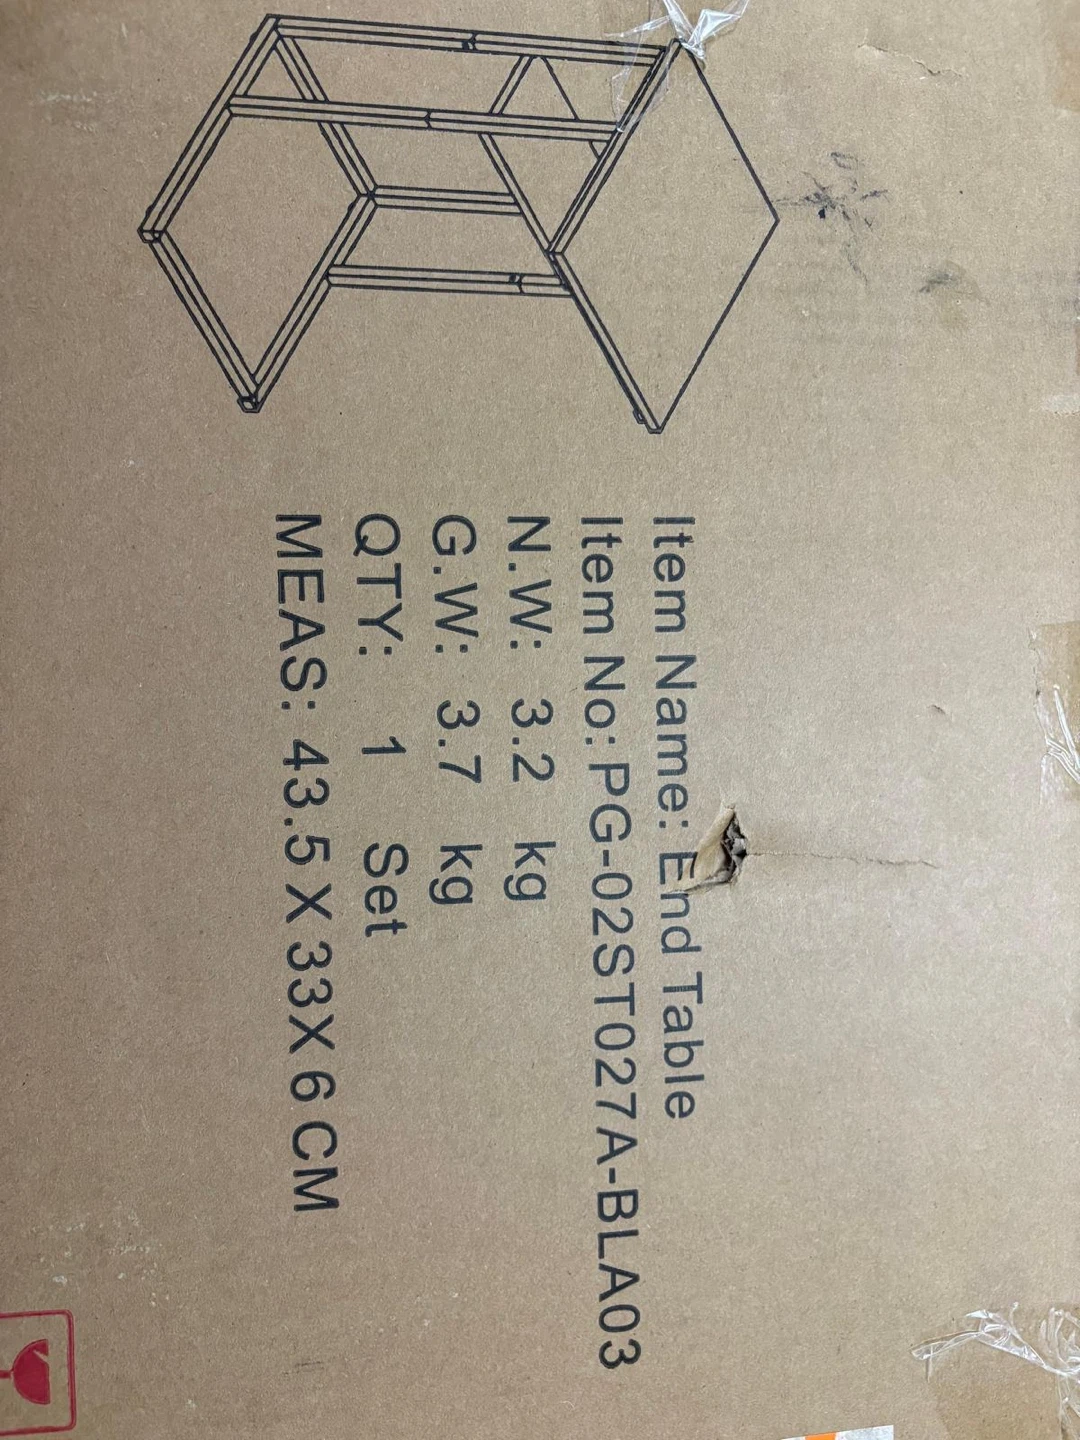 Item Name: End Table
Item No:PG-02ST027A-BLA03
N.W: 3.2 kg
G.W: 3.7 kg
QTY: 1 Set
MEAS: 43.5 X 33X 6 CM